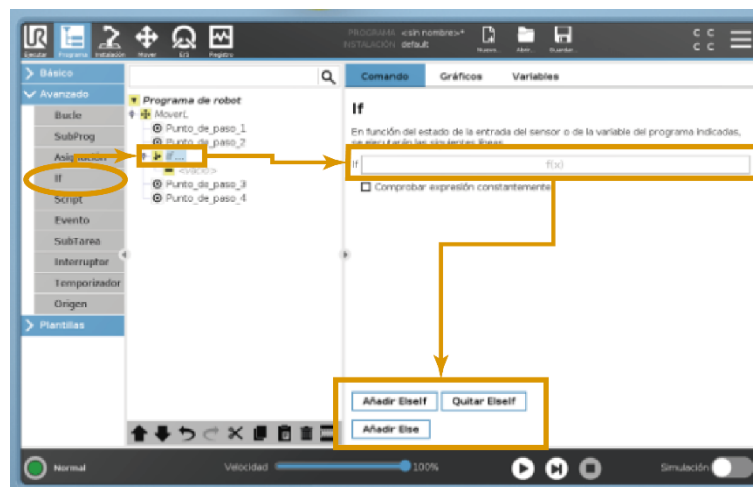 UR
Ejecutar Programa Instalación Mover E/S Registro
PROGRAMA <sin nombre>*
INSTALACIÓN default
Nuevo... Abrir... Guardar...
C C
C C
Básico
Avanzado
Bucle
SubProg
Asignación
If
Script
Evento
SubTarea
Interruptor
Temporizador
Origen
Plantillas
Programa de robot
MoverL
Punto_de_paso_1
Punto_de_paso_2
If ...
<vacío>
Punto_de_paso_3
Punto_de_paso_4
Comando Gráficos Variables
If
En función del estado de la entrada del sensor o de la variable del programa indicadas,
se ejecutarán las siguientes líneas
If f(x)
Comprobar expresión constantemente
Añadir ElseIf Quitar ElseIf
Añadir Else
Normal Velocidad 100% Simulación